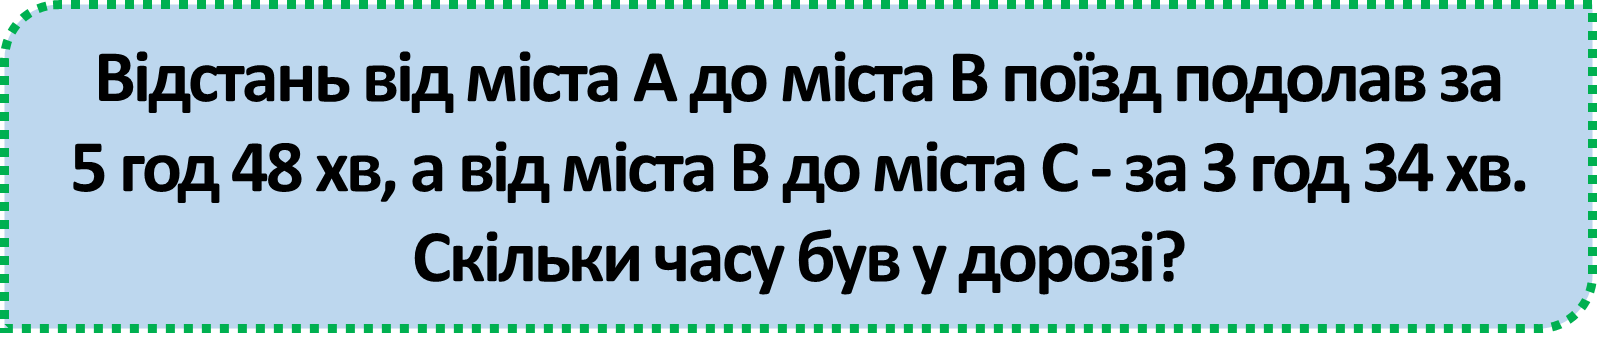 Відстань від міста А до міста В поїзд подолав за
5 год 48 хв, а від міста В до міста С - за 3 год 34 хв.
Скільки часу був у дорозі?